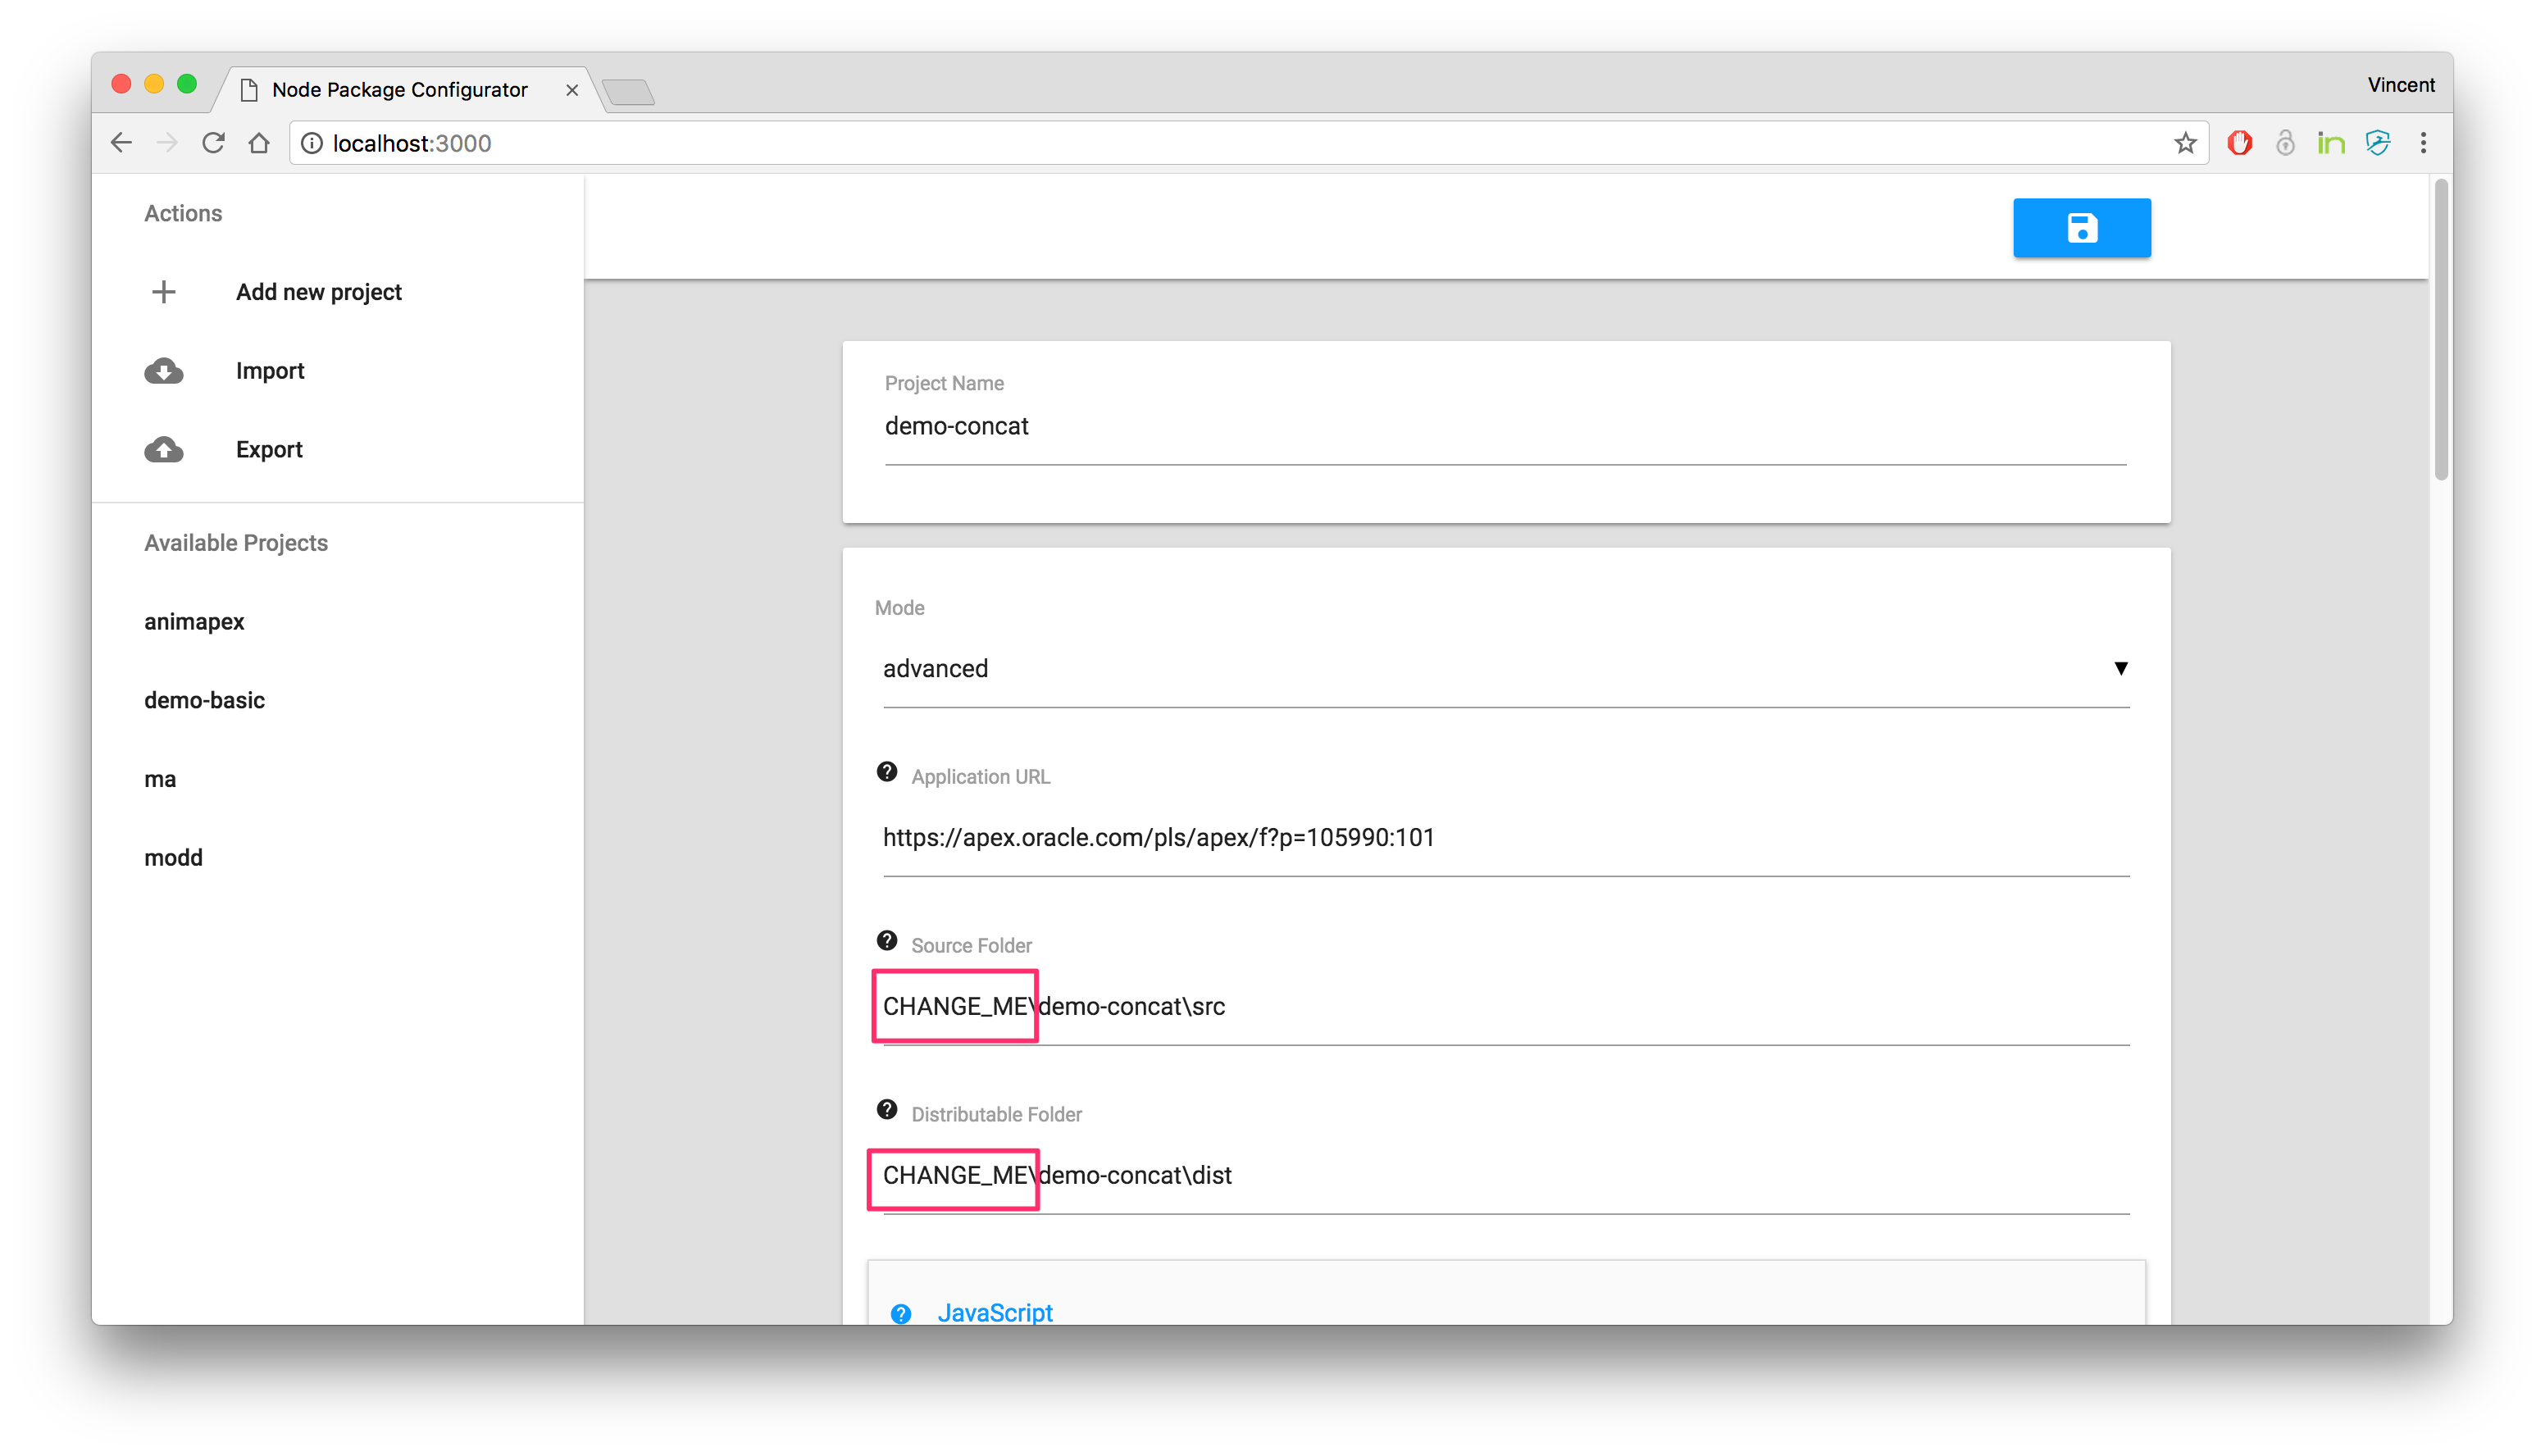 Node Package Configurator
Vincent
localhost:3000
in
Actions
Add new project
Import
Export
Available Projects
animapex
demo-basic
ma
modd
Project Name
demo-concat
Mode
advanced
Application URL
https://apex.oracle.com/pls/apex/f?p=105990:101
Source Folder
CHANGE_ME\demo-concat\src
Distributable Folder
CHANGE_ME\demo-concat\dist
JavaScript